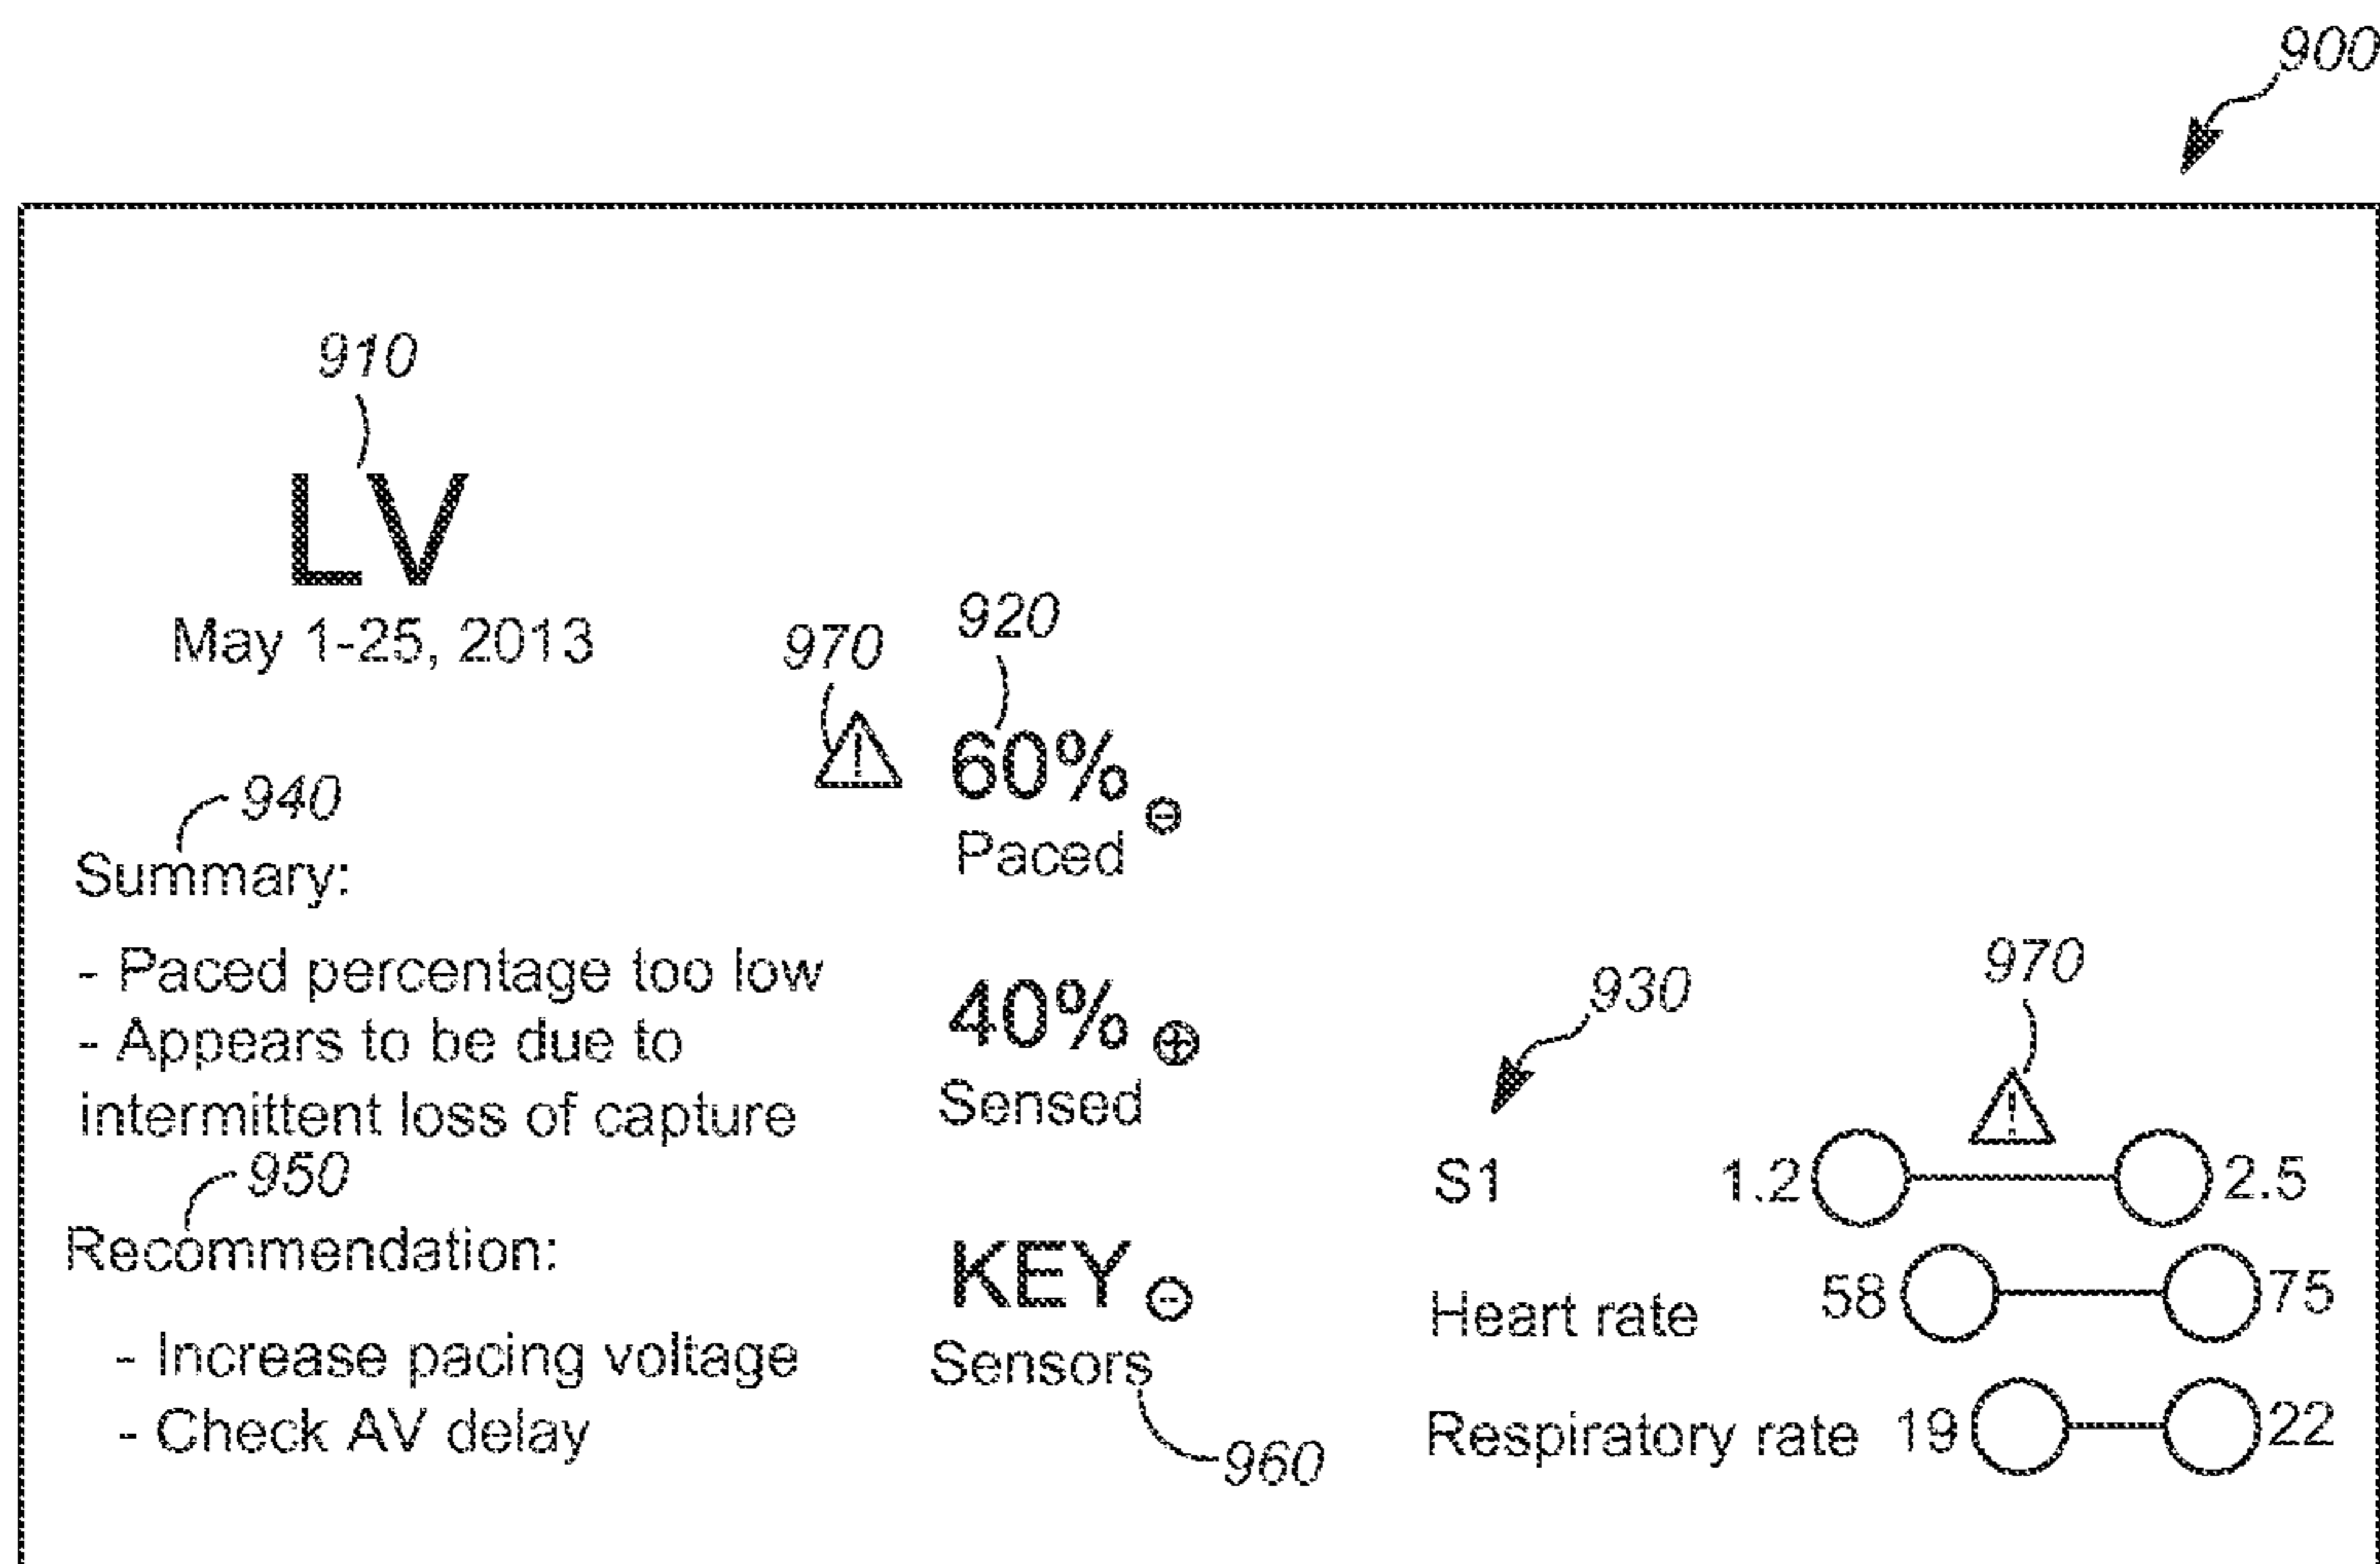 900
910
LV
May 1-25, 2013
970
920
60%
Paced
940
Summary:
- Paced percentage too low
- Appears to be due to
intermittent loss of capture
40%
Sensed
930
970
S1 1.2 2.5
950
Recommendation:
- Increase pacing voltage
- Check AV delay
KEY
Sensors
960
Heart rate 58 75
Respiratory rate 19 22